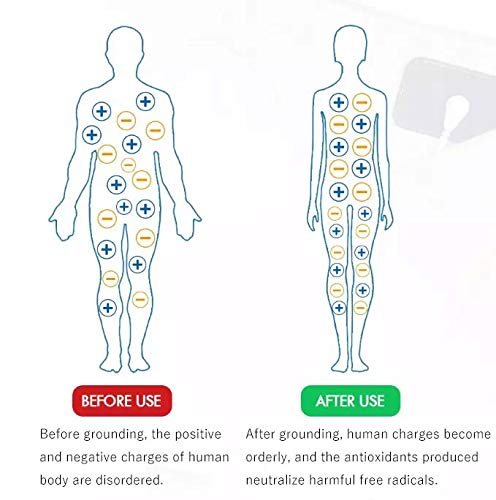 BEFORE USE
Before grounding, the positive
and negative charges of human
body are disordered.
AFTER USE
After grounding, human charges become
orderly, and the antioxidants produced
neutralize harmful free radicals.